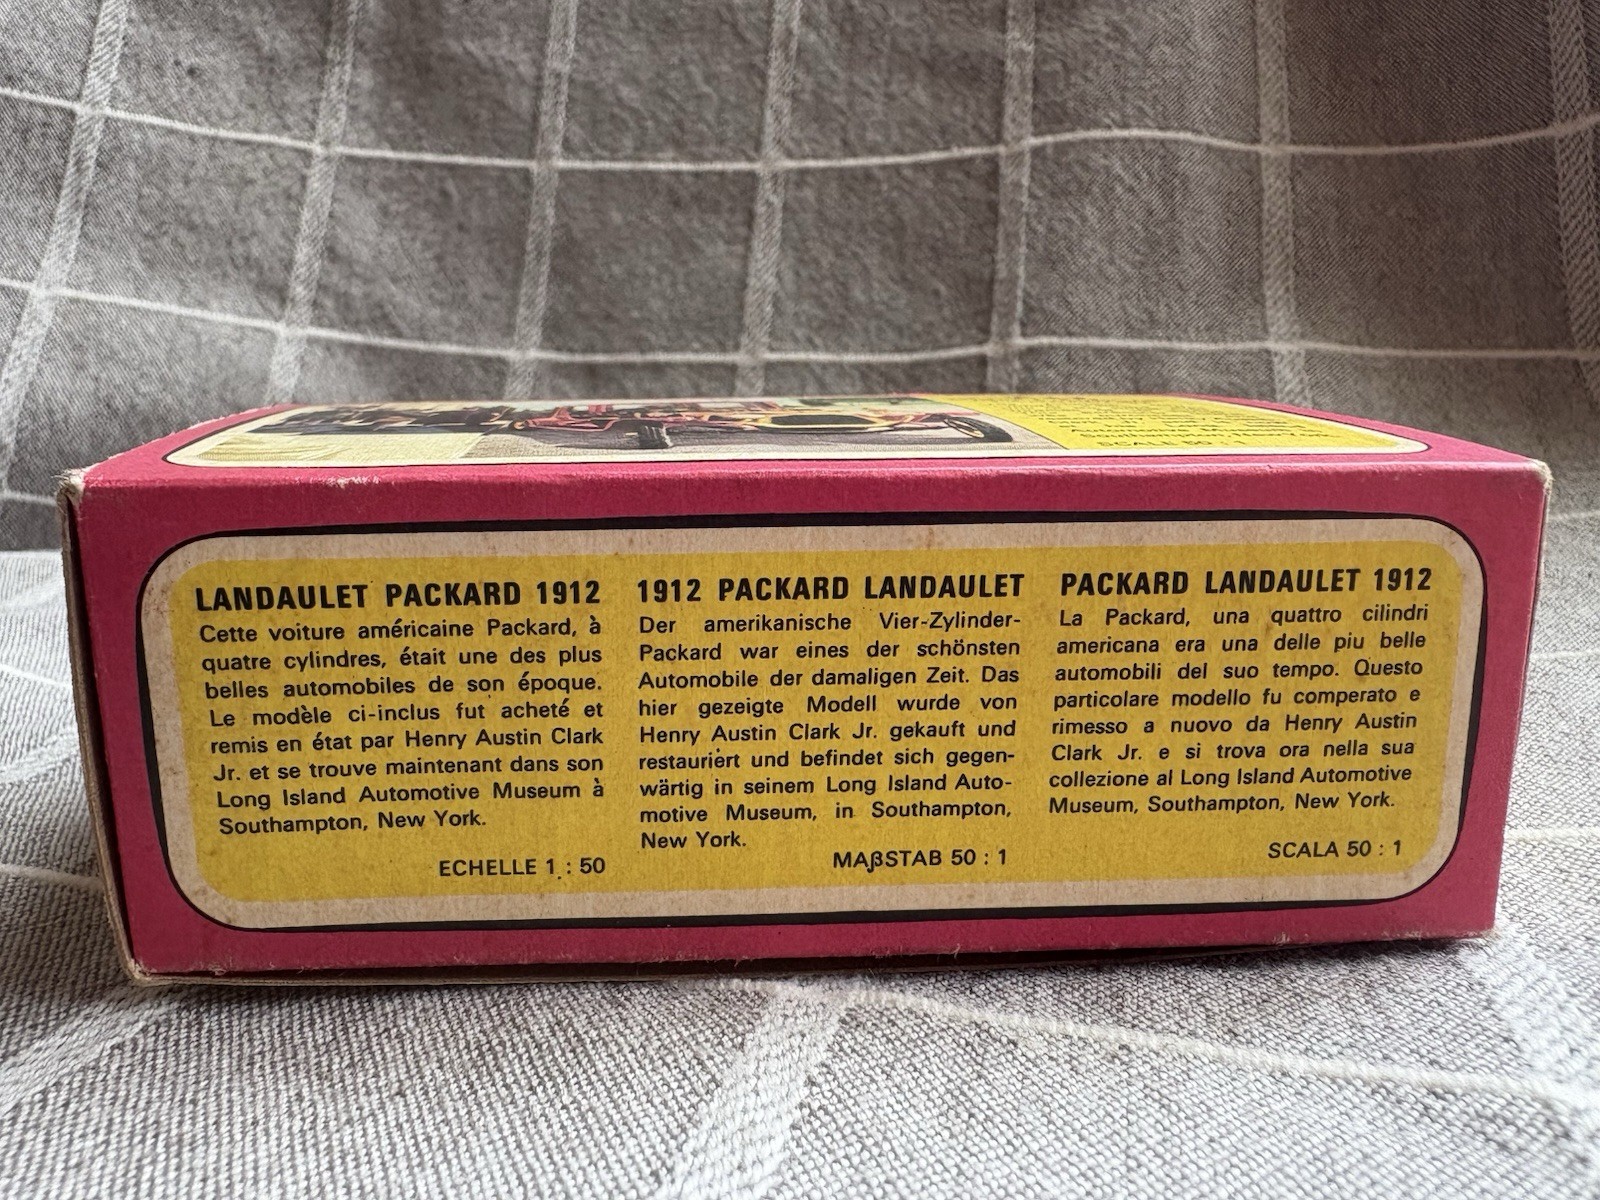 SCALE 50 : 1
LANDAULET PACKARD 1912
Cette voiture américaine Packard, à
quatre cylindres, était une des plus
belles automobiles de son époque.
Le modèle ci-inclus fut acheté et
remis en état par Henry Austin Clark
Jr. et se trouve maintenant dans son
Long Island Automotive Museum à
Southampton, New York.
ECHELLE 1 : 50
1912 PACKARD LANDAULET
Der amerikanische Vier-Zylinder-
Packard war eines der schönsten
Automobile der damaligen Zeit. Das
hier gezeigte Modell wurde von
Henry Austin Clark Jr. gekauft und
restauriert und befindet sich gegen-
wärtig in seinem Long Island Auto-
motive Museum, in Southampton,
New York.
MAβSTAB 50 : 1
PACKARD LANDAULET 1912
La Packard, una quattro cilindri
americana era una delle piu belle
automobili del suo tempo. Questo
particolare modello fu comperato e
rimesso a nuovo da Henry Austin
Clark Jr. e si trova ora nella sua
collezione al Long Island Automotive
Museum, Southampton, New York.
SCALA 50 : 1